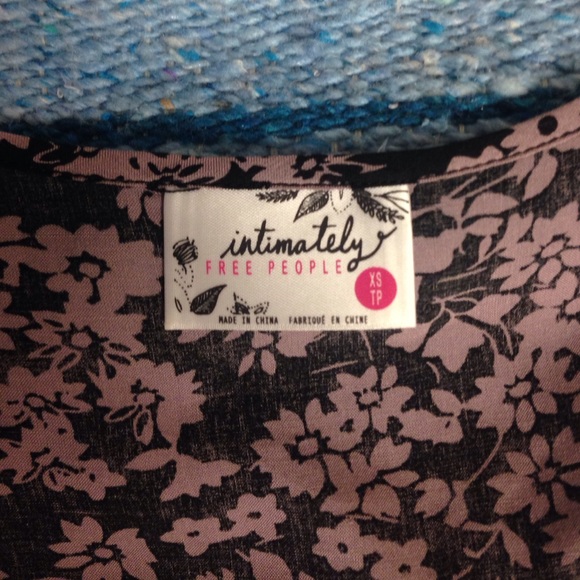 intimately
FREE PEOPLE
XS
TP
MADE IN CHINA FABRIQUÉ EN CHINE